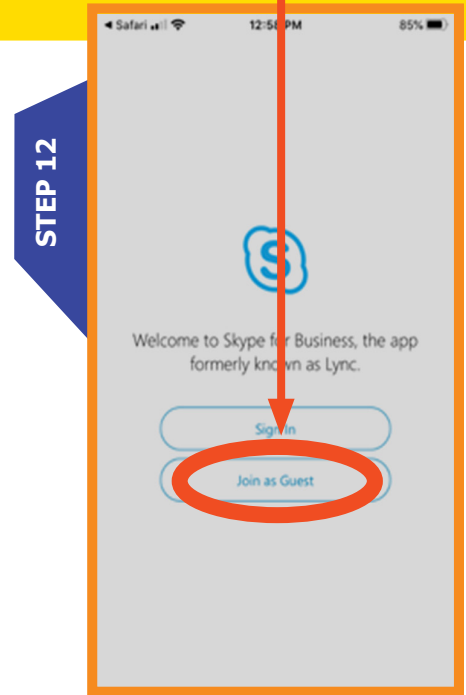 Safari
12:58 PM
85%
STEP 12
Welcome to Skype for Business, the app
formerly known as Lync.
Sign In
Join as Guest